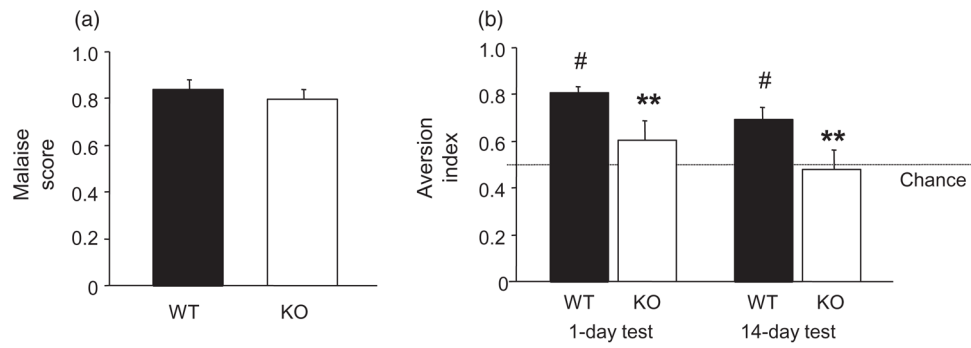 (a)
Malaise
score
1.0
0.8
0.6
0.4
0.2
0
WT KO
(b)
Aversion
index
1.0
0.8
0.6
0.4
0.2
0
# ** # **
Chance
WT KO WT KO
1-day test 14-day test